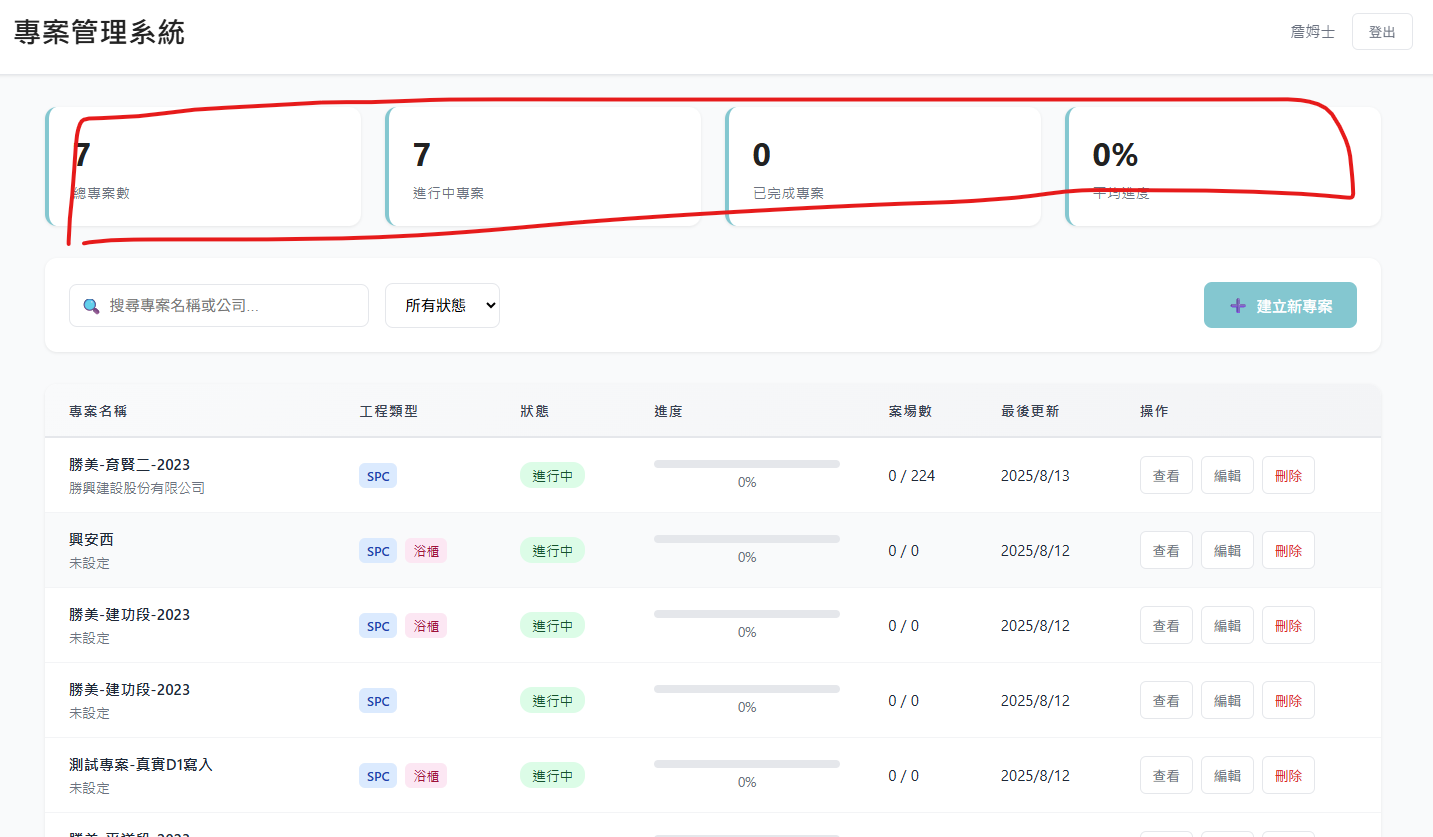 專案管理系統
詹姆士
登出
7
總專案數
7
進行中專案
0
已完成專案
0%
平均進度
搜尋專案名稱或公司...
所有狀態
建立新專案
專案名稱 工程類型 狀態 進度 案場數 最後更新 操作
勝美-育賢二-2023
勝興建設股份有限公司
SPC 進行中 0% 0 / 224 2025/8/13 查看 編輯 刪除
興安西
未設定
SPC 浴櫃 進行中 0% 0 / 0 2025/8/12 查看 編輯 刪除
勝美-建功段-2023
未設定
SPC 浴櫃 進行中 0% 0 / 0 2025/8/12 查看 編輯 刪除
勝美-建功段-2023
未設定
SPC 進行中 0% 0 / 0 2025/8/12 查看 編輯 刪除
測試專案-真實D1寫入
未設定
SPC 浴櫃 進行中 0% 0 / 0 2025/8/12 查看 編輯 刪除